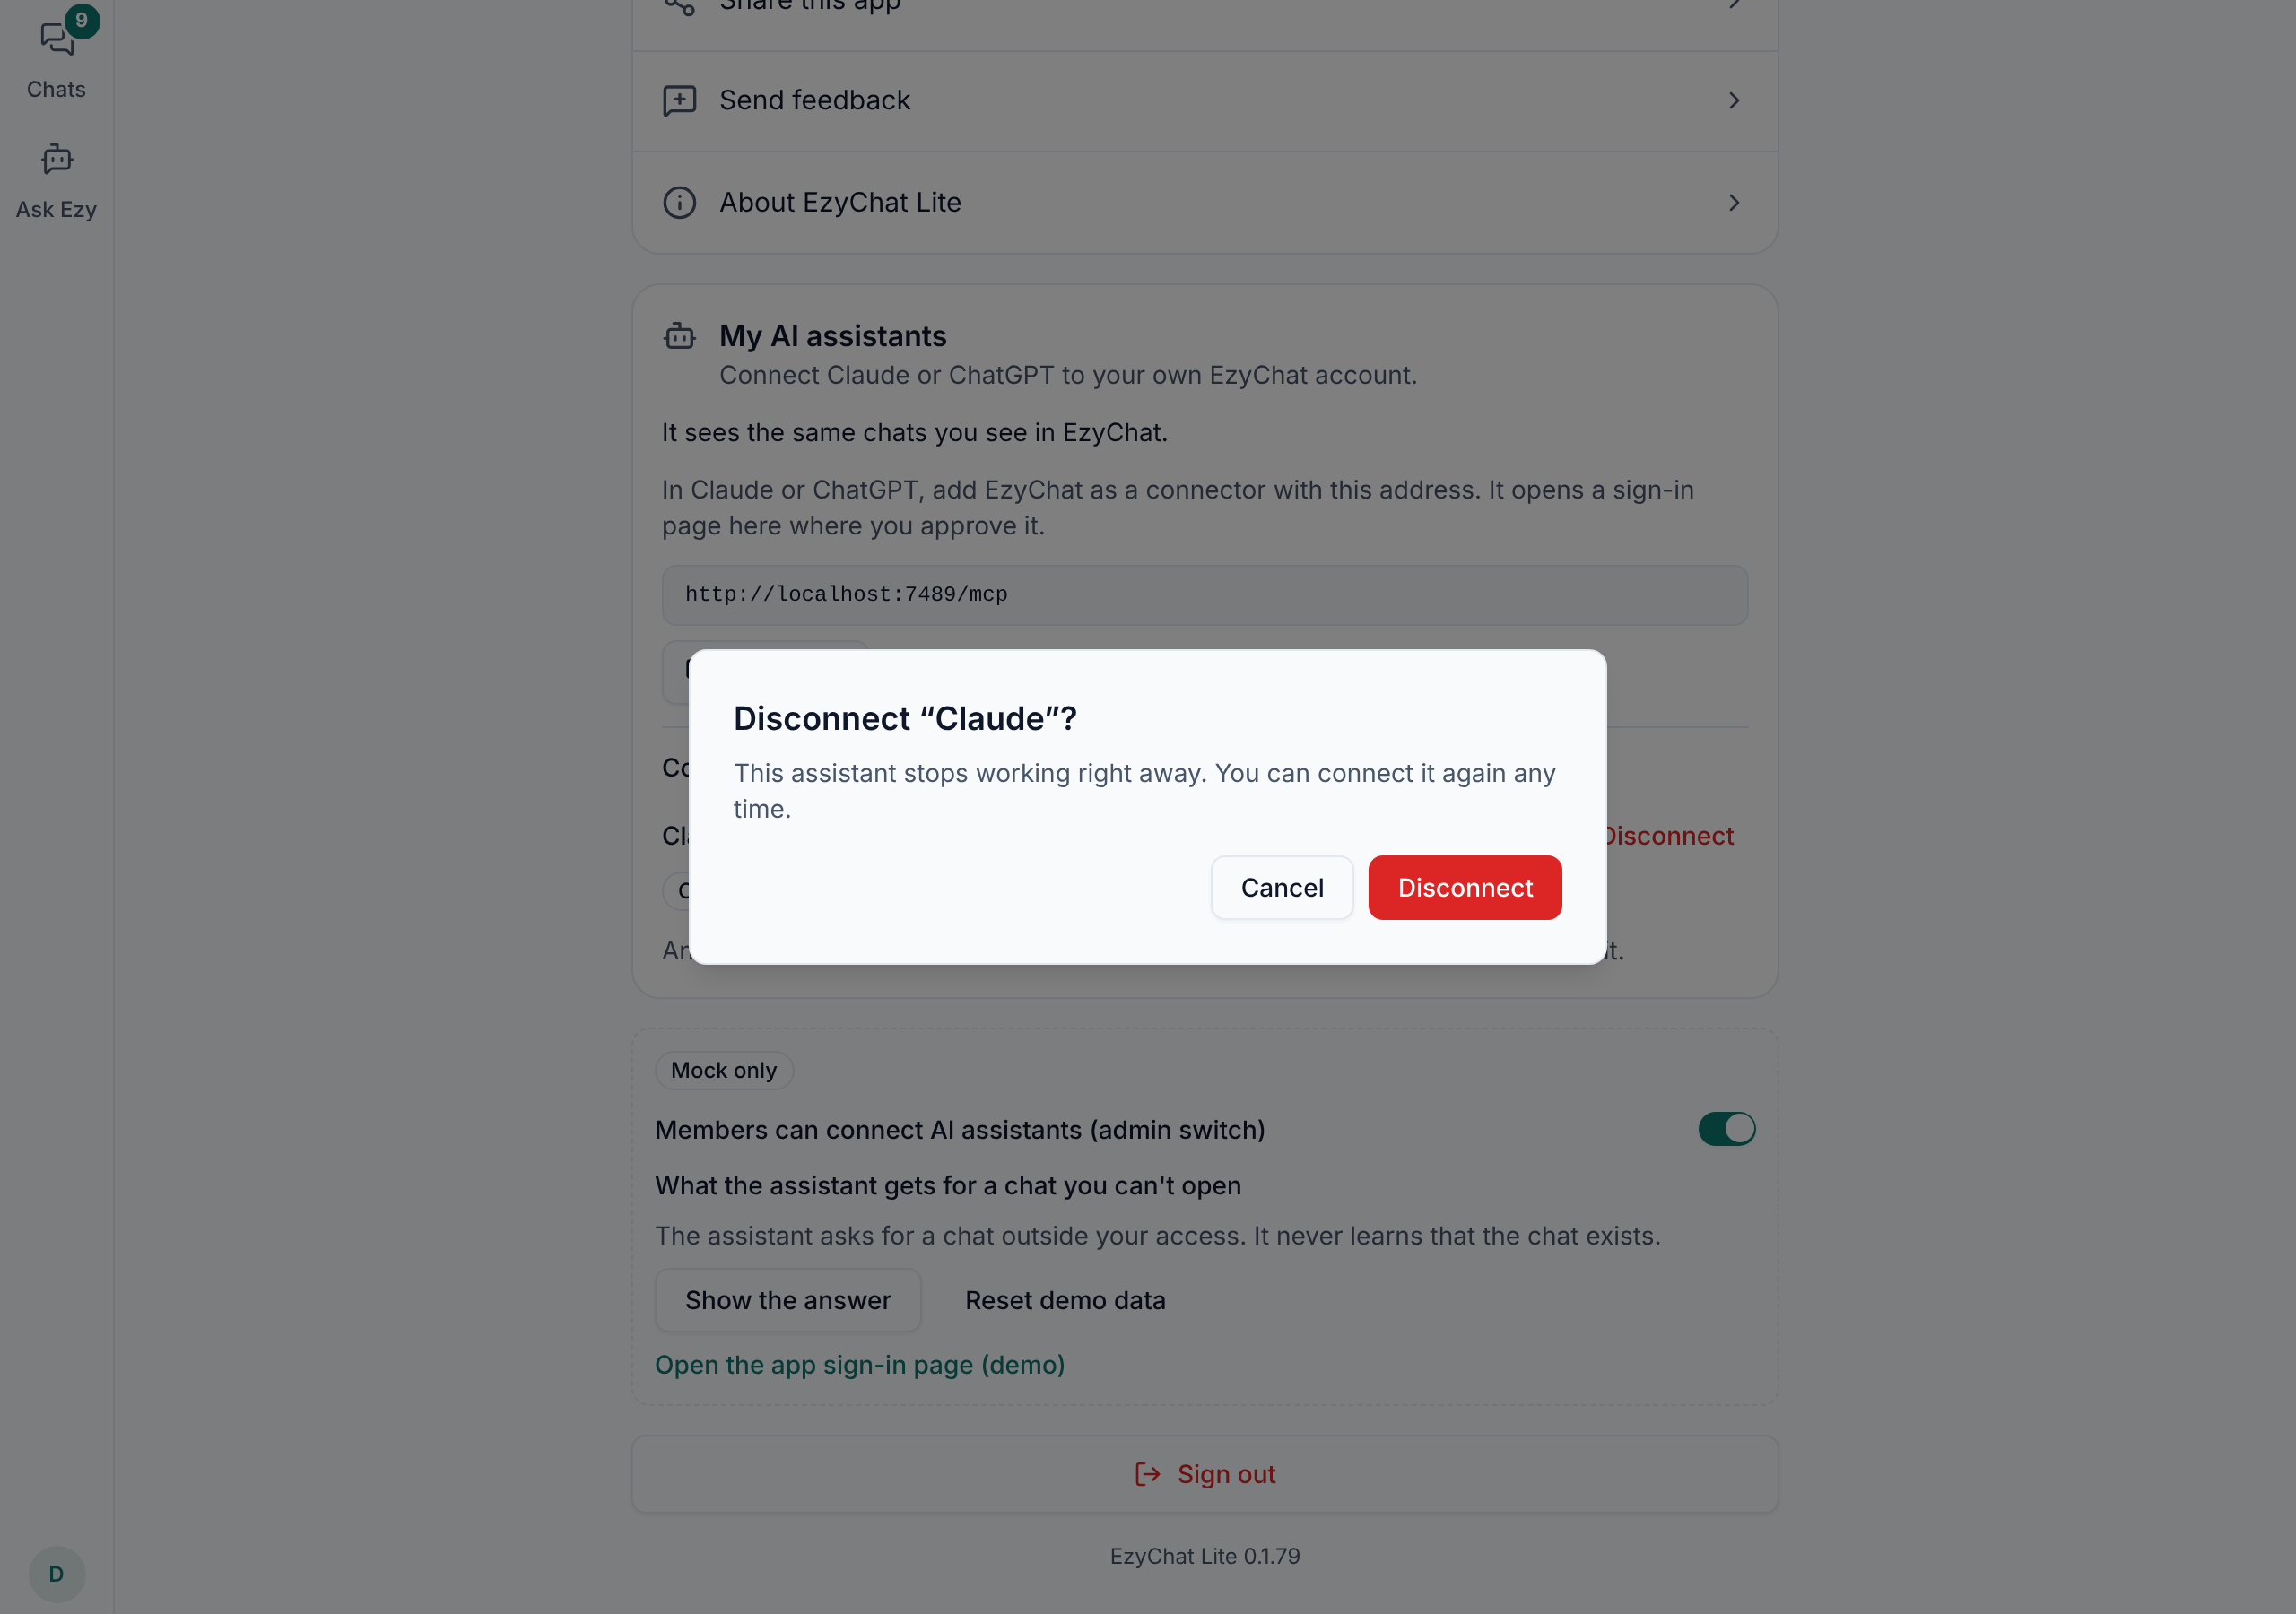 9
Chats
Ask Ezy
Share this app
Send feedback
About EzyChat Lite
My AI assistants
Connect Claude or ChatGPT to your own EzyChat account.
It sees the same chats you see in EzyChat.
In Claude or ChatGPT, add EzyChat as a connector with this address. It opens a sign-in
page here where you approve it.
http://localhost:7489/mcp
Disconnect “Claude”?
This assistant stops working right away. You can connect it again any
time.
Disconnect
Cancel
Disconnect
it.
Mock only
Members can connect AI assistants (admin switch)
What the assistant gets for a chat you can't open
The assistant asks for a chat outside your access. It never learns that the chat exists.
Show the answer
Reset demo data
Open the app sign-in page (demo)
Sign out
EzyChat Lite 0.1.79
D